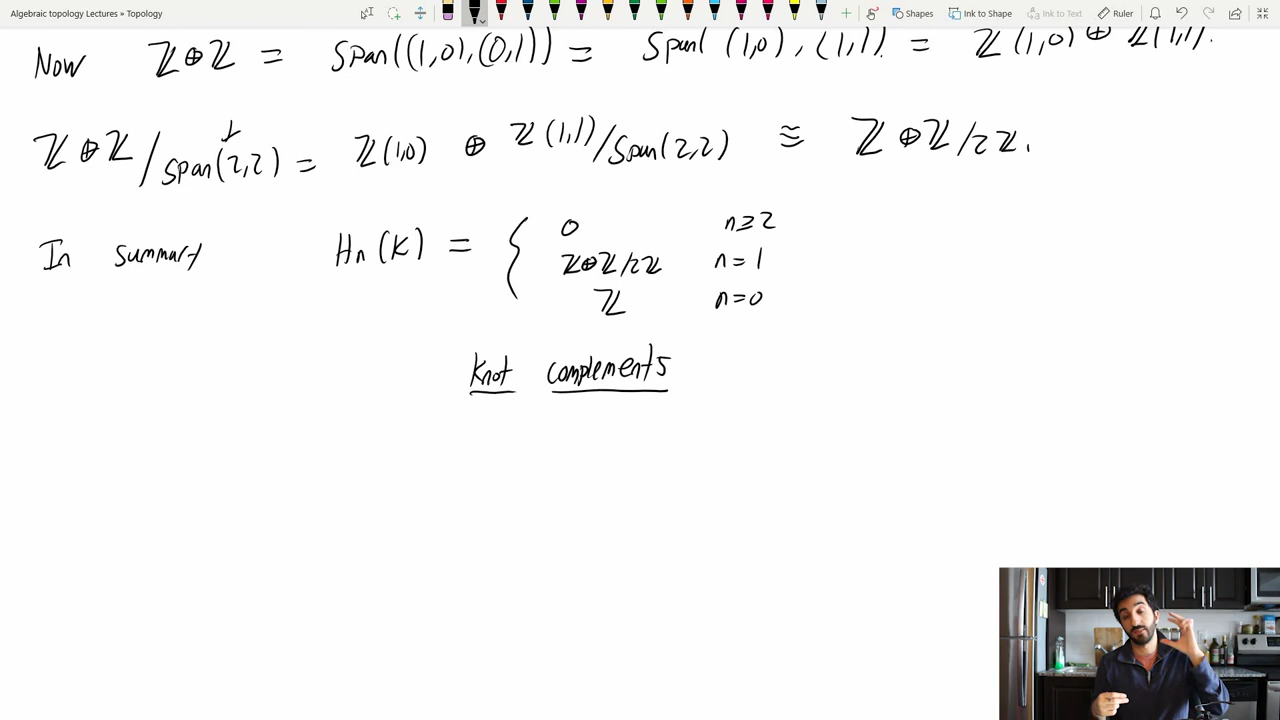 Algebraic topology Lectures » Topology
Shapes Ink to Shape Ink to Text Ruler
Now ℤ⊕ℤ = Span((1,0),(0,1)) = Span( (1,0), (1,1) ) = ℤ(1,0) ⊕ ℤ(1,1).
ℤ⊕ℤ/span(2,2) = ℤ(1,0) ⊕ ℤ(1,1)/span(2,2) ≅ ℤ⊕ℤ/2ℤ.
In summary Hn(K) = { 0 n≥2
ℤ⊕ℤ/2ℤ n=1
ℤ n=0
Knot complements